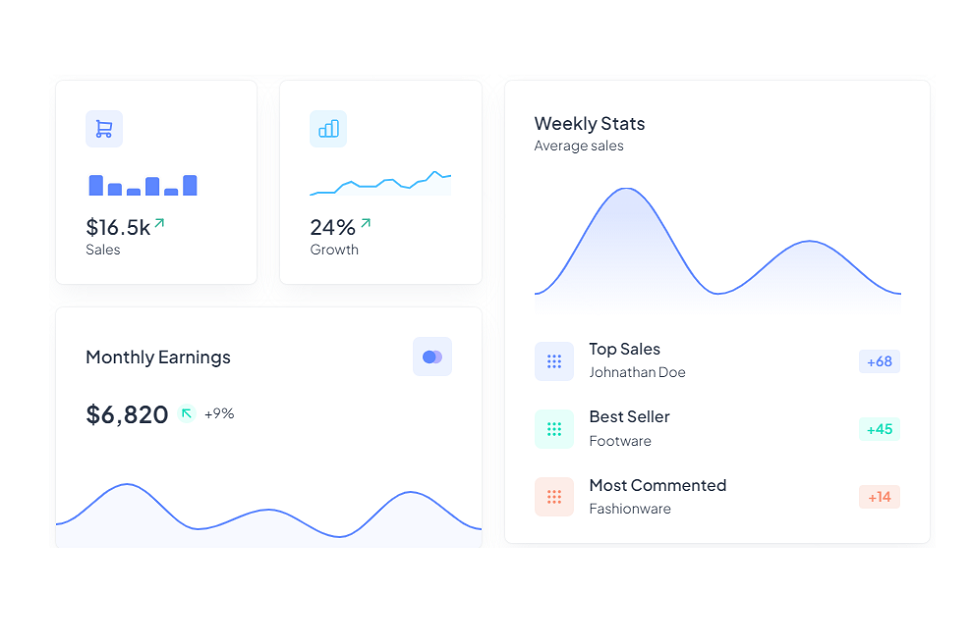 $16.5k
Sales
24%
Growth
Monthly Earnings
$6,820 +9%
Weekly Stats
Average sales
Top Sales
Johnathan Doe
+68
Best Seller
Footware
+45
Most Commented
Fashionware
+14